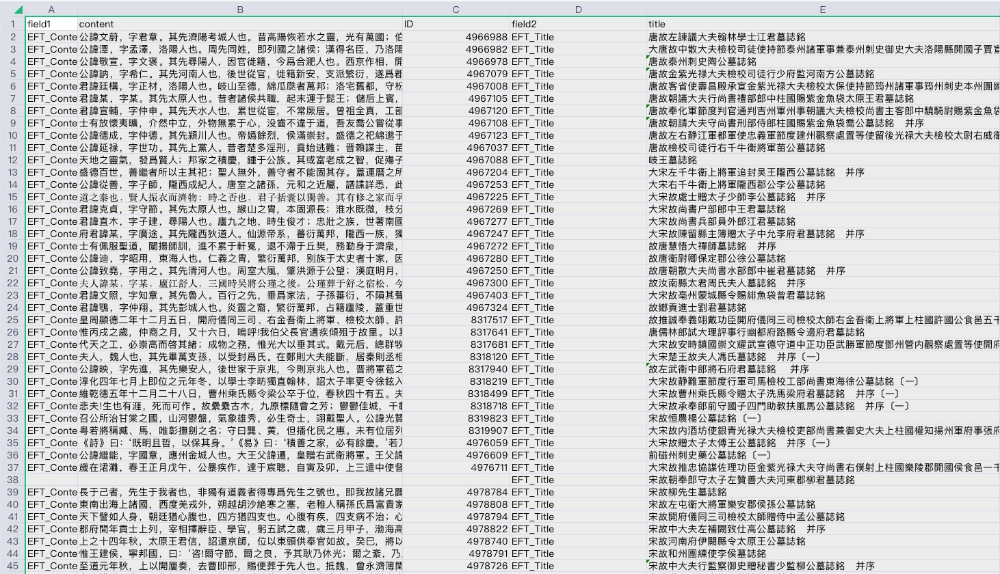 A B C D E
1 field1 content ID field2 title
2 EFT_Conte 公諱文蔚，字君章。其先濟陽考城人也。昔高陽恢若水之靈，光有萬國；伯 4966988 EFT_Title 唐故左諫議大夫翰林學士江君墓誌銘
3 EFT_Conte 公諱潭，字孟澤，洛陽人也。周先同姓，即列國之諸侯；漢得名臣，乃洛陽 4966982 EFT_Title 大唐故中散大夫檢校司徒使持節泰州諸軍事兼泰州刺史御史大夫洛陽縣開國子賈宣
4 EFT_Conte 公諱敬宣，字文褒。其先尋陽人，因官徙籍，今爲合淝人也。西京作相，開 4966978 EFT_Title 唐故泰州刺史陶公墓誌銘
5 EFT_Conte 公諱訥，字希仁。其先河南人也，後世從官，徙籍新安，支派繁衍，遂爲郡 4967079 EFT_Title 唐故金紫光禄大夫檢校司徒行少府監河南方公墓誌銘
6 EFT_Conte 君諱廷構，字正材，洛陽人也。岐山至德，綿瓜瓞者萬邦；洛宅舊都，守枌 4967008 EFT_Title 唐故客省使壽昌殿承宣金紫光禄大夫檢校太保使持節筠州諸軍事筠州刺史本州團練
7 EFT_Conte 君諱某，字某。其先太原人也。昔者諸侯共職，起末運于髭王；儲后上賓， 4967105 EFT_Title 唐故朝議大夫行尚書禮部郎中柱國賜紫金魚袋太原王君墓誌銘
8 EFT_Conte 君諱宣輔，字仲申。其先天水人也，累世從宦，不常厥居。曾祖全真，工部 4967120 EFT_Title 唐故奉化軍節度判官通判吉州軍州事朝議大夫檢校尚書主客郎中驍騎尉賜紫金魚袋
9 EFT_Conte 士有放懷夷曠，介然中立，外物無累于心，没齒不違于道，吾友喬公嘗從事 4967108 EFT_Title 唐故朝請大夫守尚書刑部侍郎柱國賜紫金魚袋喬公墓誌銘　并序
10 EFT_Conte 公諱德成，字仲德。其先潁川人也。帝嬀餘烈，侯滿崇封。盛德之祀綿邈于 4967123 EFT_Title 唐故左右静江軍都軍使忠義軍節度建州觀察處置等使留後光禄大夫檢校太尉右威衛
11 EFT_Conte 公諱延禄，字世功。其先上黨人也。昔者楚多淫刑，賁始逃難；晋賴謀主，苗 4967037 EFT_Title 唐故檢校司徒行右千牛衛將軍苗公墓誌銘
12 EFT_Conte 天地之靈氣，發爲賢人；邦家之積慶，鍾于公族。其或富老成之智，促殤子 4967088 EFT_Title 岐王墓誌銘
13 EFT_Conte 盛德百世，善繼者所以主其祀；聖人無外，善守者不能固其存。蓋運曆之所 4967204 EFT_Title 大宋左千牛衛上將軍追封吴王隴西公墓誌銘　并序
14 EFT_Conte 公諱從善，字子師，隴西成紀人。唐室之諸孫，元和之近屬，譜諜詳悉，此 4967253 EFT_Title 大宋右千牛衛上將軍隴西郡公李公墓誌銘
15 EFT_Conte 道之泰也，賢人振衣而濟物；時之否也，君子括囊以獨善。其有修之家而孚 4967225 EFT_Title 大宋故處士贈太子少師李公墓誌銘　并序
16 EFT_Conte 公諱克貞，字守節。其先太原人也。緱山之胄，本固源長；淮水既微，枝分 4967269 EFT_Title 大宋故尚書户部郎中王君墓誌銘
17 EFT_Conte 君諱直木，字子建，尋陽人也。廬九之地，時生俊才；忠壯之族，世著南國 4967277 EFT_Title 大宋故尚書兵部員外郎江君墓誌銘
18 EFT_Conte 府君諱某，字廣途。其先隴西狄道人。仙源帝系，蕃衍萬邦，隴西一族，獨 4967247 EFT_Title 大宋故陳留縣主簿贈太子中允李府君墓誌銘　并序
19 EFT_Conte 士有佩服聖道，闡揚師訓，進不累于軒冕，退不滯于丘樊，務勤身于濟衆， 4967272 EFT_Title 故唐慧悟大禪師墓誌銘　并序
20 EFT_Conte 公諱迪，字昭用，東海人也。仁義之胄，繁衍萬邦，别族于太史者十家，因 4967280 EFT_Title 故唐衛尉卿保定郡公徐公墓誌銘
21 EFT_Conte 公諱致堯，字用之。其先清河人也。周室大風，肇洪源于公望；漢庭明月， 4967250 EFT_Title 故唐朝散大夫尚書水部郎中崔君墓誌銘　并序
22 EFT_Conte 夫人諱某，字某，廬江舒人，三國時吴將公瑾之後。公瑾葬于舒之宿松，今 4967300 EFT_Title 故汝南縣太君周氏夫人墓誌銘　并序
23 EFT_Conte 君諱文照，字知章。其先魯人。百行之先，垂爲家法，子孫蕃衍，不隕其聲 4967403 EFT_Title 大宋故亳州蒙城縣令賜緋魚袋曾君墓誌銘
24 EFT_Conte 君諱鶚，字仲翔。其先彭城人也。炎靈之裔，繁衍萬邦，占籍廬陵，蓋重世 4967324 EFT_Title 故鄉貢進士劉君墓誌銘
25 EFT_Conte 皇周顯德二年十二月五日，開府儀同三司、右金吾衛上將軍、檢校太師、許 8317517 EFT_Title 故推誠奉義翊戴功臣開府儀同三司檢校太師右金吾衛上將軍上柱國許國公食邑五千
26 EFT_Conte 惟丙戌之歲，仲商之月，又十六日，嗚呼!我伯父長官遘疾傾殂于故里。以其 8317641 EFT_Title 唐儒林郎試大理評事行幽都府路縣令邊府君墓誌銘
27 EFT_Conte 代天之工，必崇高而啓其緒；成物之務，惟光大以垂其式。戴元后，總群牧 8317681 EFT_Title 大宋故安時鎮國崇文耀武宣德守道中正功臣武勝軍節度鄧州管内觀察處置等使開府
28 EFT_Conte 夫人，魏人也，其先畢萬支孫，以受封爲氏。在鄭則大夫能斷，居秦則丞相 8318120 EFT_Title 大宋楚王故夫人馮氏墓誌銘　并序〔一〕
29 EFT_Conte 公諱映，字先進，其先樂安人，後世家于京兆，今則京兆人也。晋將軍苞之 8317940 EFT_Title 故左武衛中郎將石府君墓誌銘　并序
30 EFT_Conte 淳化四年七月上即位之元年冬，以學士李昉獨直翰林，詔太子率更令徐鉉入 8318219 EFT_Title 大宋故静難軍節度行軍司馬檢校工部尚書東海徐公墓誌銘〔一〕
31 EFT_Conte 維乾德五年十二月二十八日，曹州乘氏縣令梁公卒于位，春秋四十有五。夫 8318499 EFT_Title 大宋故曹州乘氏縣令贈太子洗馬梁府君墓誌銘　并序〔一〕
32 EFT_Conte 悲夫!生也有涯，死而可作。故纍纍古木，九原標隨會之芳；鬱鬱佳城，千載 8318718 EFT_Title 大宋故承奉郎前守國子四門助教扶風馬公墓誌銘　并序〔一〕
33 EFT_Conte 召公所治甘棠之國，山河鬱盤，氣象雄秀，必生奇士，翊戴聖人。公諱光贊 8319823 EFT_Title 宋故恒農楊公墓誌銘〔一〕
34 EFT_Conte 粤若將稱臧、馬，唯彰撫劍之名；守曰龔、黄，但播化民之惠。未有位居列 8319907 EFT_Title 大宋故内酒坊使銀青光禄大夫檢校吏部尚書兼御史大夫上柱國權知揚州軍府事張府
35 EFT_Conte 《詩》曰：‘既明且哲，以保其身。’《易》曰：‘積善之家，必有餘慶。’若乃 4976059 EFT_Title 大宋故贈太子太傅王公墓誌銘〔一〕
36 EFT_Conte 公諱繼能，字國章，應州金城人也。大王父諱遷，皇贈右武衛將軍。王父諱 4976609 EFT_Title 前磁州刺史藥公墓誌銘〔一〕
37 EFT_Conte 歲在涒灘，春王正月戊午，公暴疾作，達于宸聰，自寅及卯，上三遣中使督 4976711 EFT_Title 大宋故推忠協謀佐理功臣金紫光禄大夫守尚書右僕射上柱國樂陵郡開國侯食邑一千
38 EFT_Title 宋故朝奉郎守太子左贊善大夫河東郡柳君墓誌銘
39 EFT_Conte 長于己者，先生于我者也，非獨有道義者得專爲先生之號也。即我故諸兄闢 4978784 EFT_Title 宋故柳先生墓誌銘
40 EFT_Conte 東南出海上諸國，西度羌戎外，朔越胡沙絶寒之塞，老稚人稱孫氏爲富貴家 4978808 EFT_Title 宋故左屯衛大將軍樂安郡侯孫公墓誌銘
41 EFT_Conte 天下譬如人身，朝廷猶心腹也，四方猶四支也。心腹有疾，四支病不治；心 4978794 EFT_Title 宋故開府儀同三司檢校太師贈侍中孟公墓誌銘
42 EFT_Conte 郡府間年貢士上列，宰相擇辭臣、學官，躬五試之歲，歲三月甲子，渤海高 4978822 EFT_Title 宋故中大夫左補闕致仕高公墓誌銘　并序
43 EFT_Conte 上之十四年秋，太原王君信，詔還京師，位以東頭供奉官如故。癸巳，將以 4978740 EFT_Title 宋故河南府伊闕縣令太原王公墓誌銘
44 EFT_Conte 惟王建侯，寧邦國，曰：‘咨!爾守節，爾之良，予其耿乃休光；爾之紊，乃 4978791 EFT_Title 宋故和州團練使李侯墓誌銘
45 EFT_Conte 至道元年秋，上以開屢奏，去曹即邢，賜便葬于先人也。抵魏，會永濟簿閏 4978726 EFT_Title 宋故中大夫行監察御史贈秘書少監柳公墓誌銘　并序